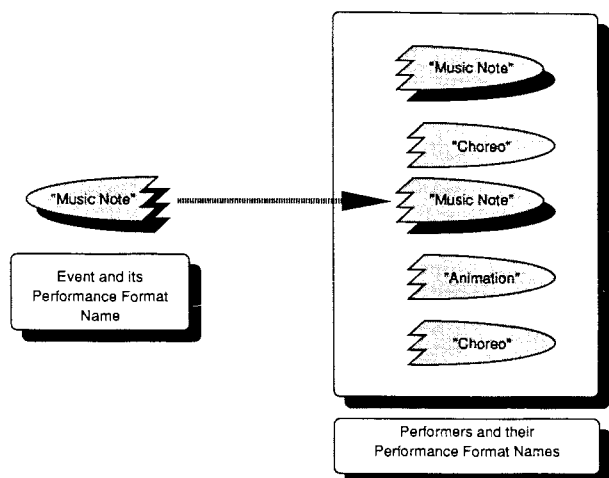 "Music Note"
"Choreo"
"Music Note"
"Music Note"
"Animation"
"Choreo"
Event and its
Performance Format
Name
Performers and their
Performance Format Names